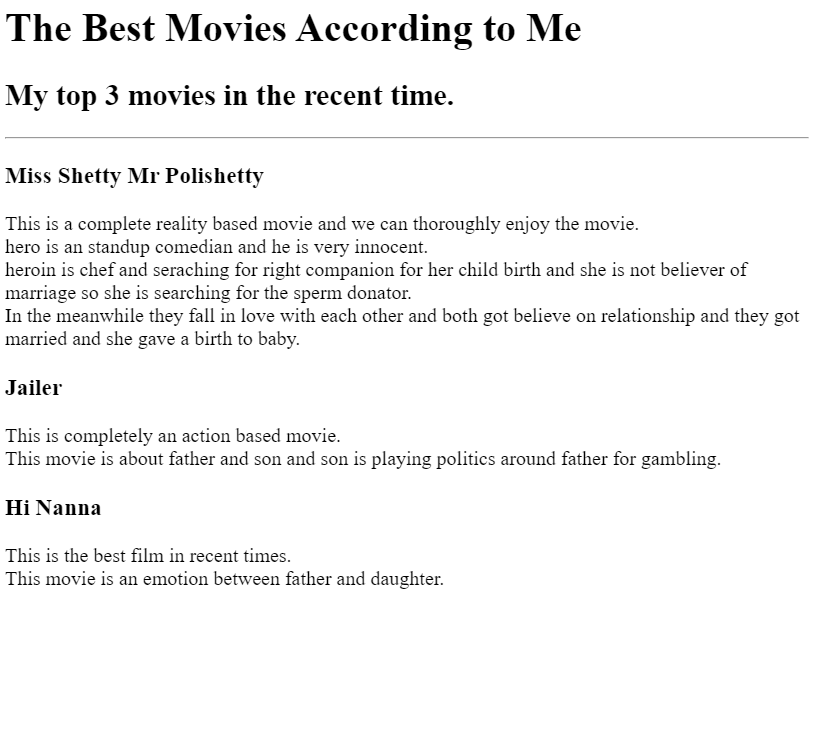 The Best Movies According to Me
My top 3 movies in the recent time.
Miss Shetty Mr Polishetty
This is a complete reality based movie and we can thoroughly enjoy the movie.
hero is an standup comedian and he is very innocent.
heroin is chef and seraching for right companion for her child birth and she is not believer of
marriage so she is searching for the sperm donator.
In the meanwhile they fall in love with each other and both got believe on relationship and they got
married and she gave a birth to baby.
Jailer
This is completely an action based movie.
This movie is about father and son and son is playing politics around father for gambling.
Hi Nanna
This is the best film in recent times.
This movie is an emotion between father and daughter.